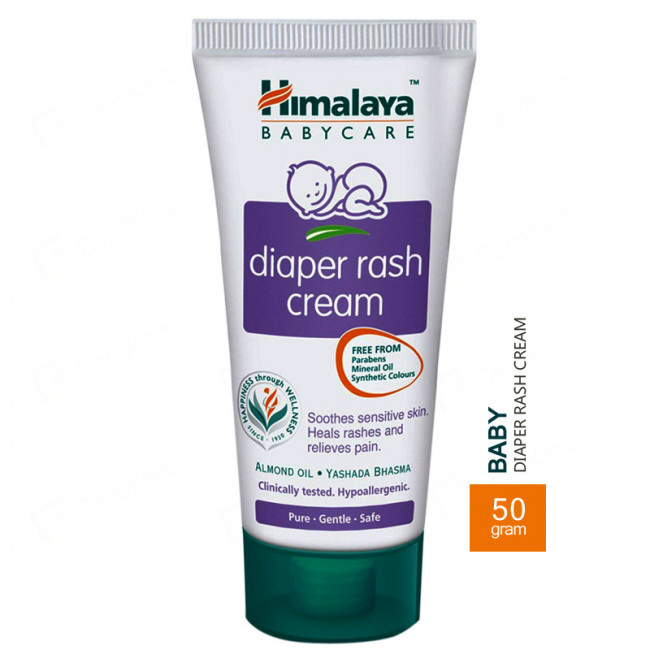 Himalaya™
BABYCARE
diaper rash
cream
FREE FROM
Parabens
Mineral Oil
Synthetic Colours
HAPPINESS through WELLNESS
SINCE 1930
Soothes sensitive skin.
Heals rashes and
relieves pain.
ALMOND OIL • YASHADA BHASMA
Clinically tested. Hypoallergenic.
Pure · Gentle · Safe
BABY
DIAPER RASH CREAM
50
gram